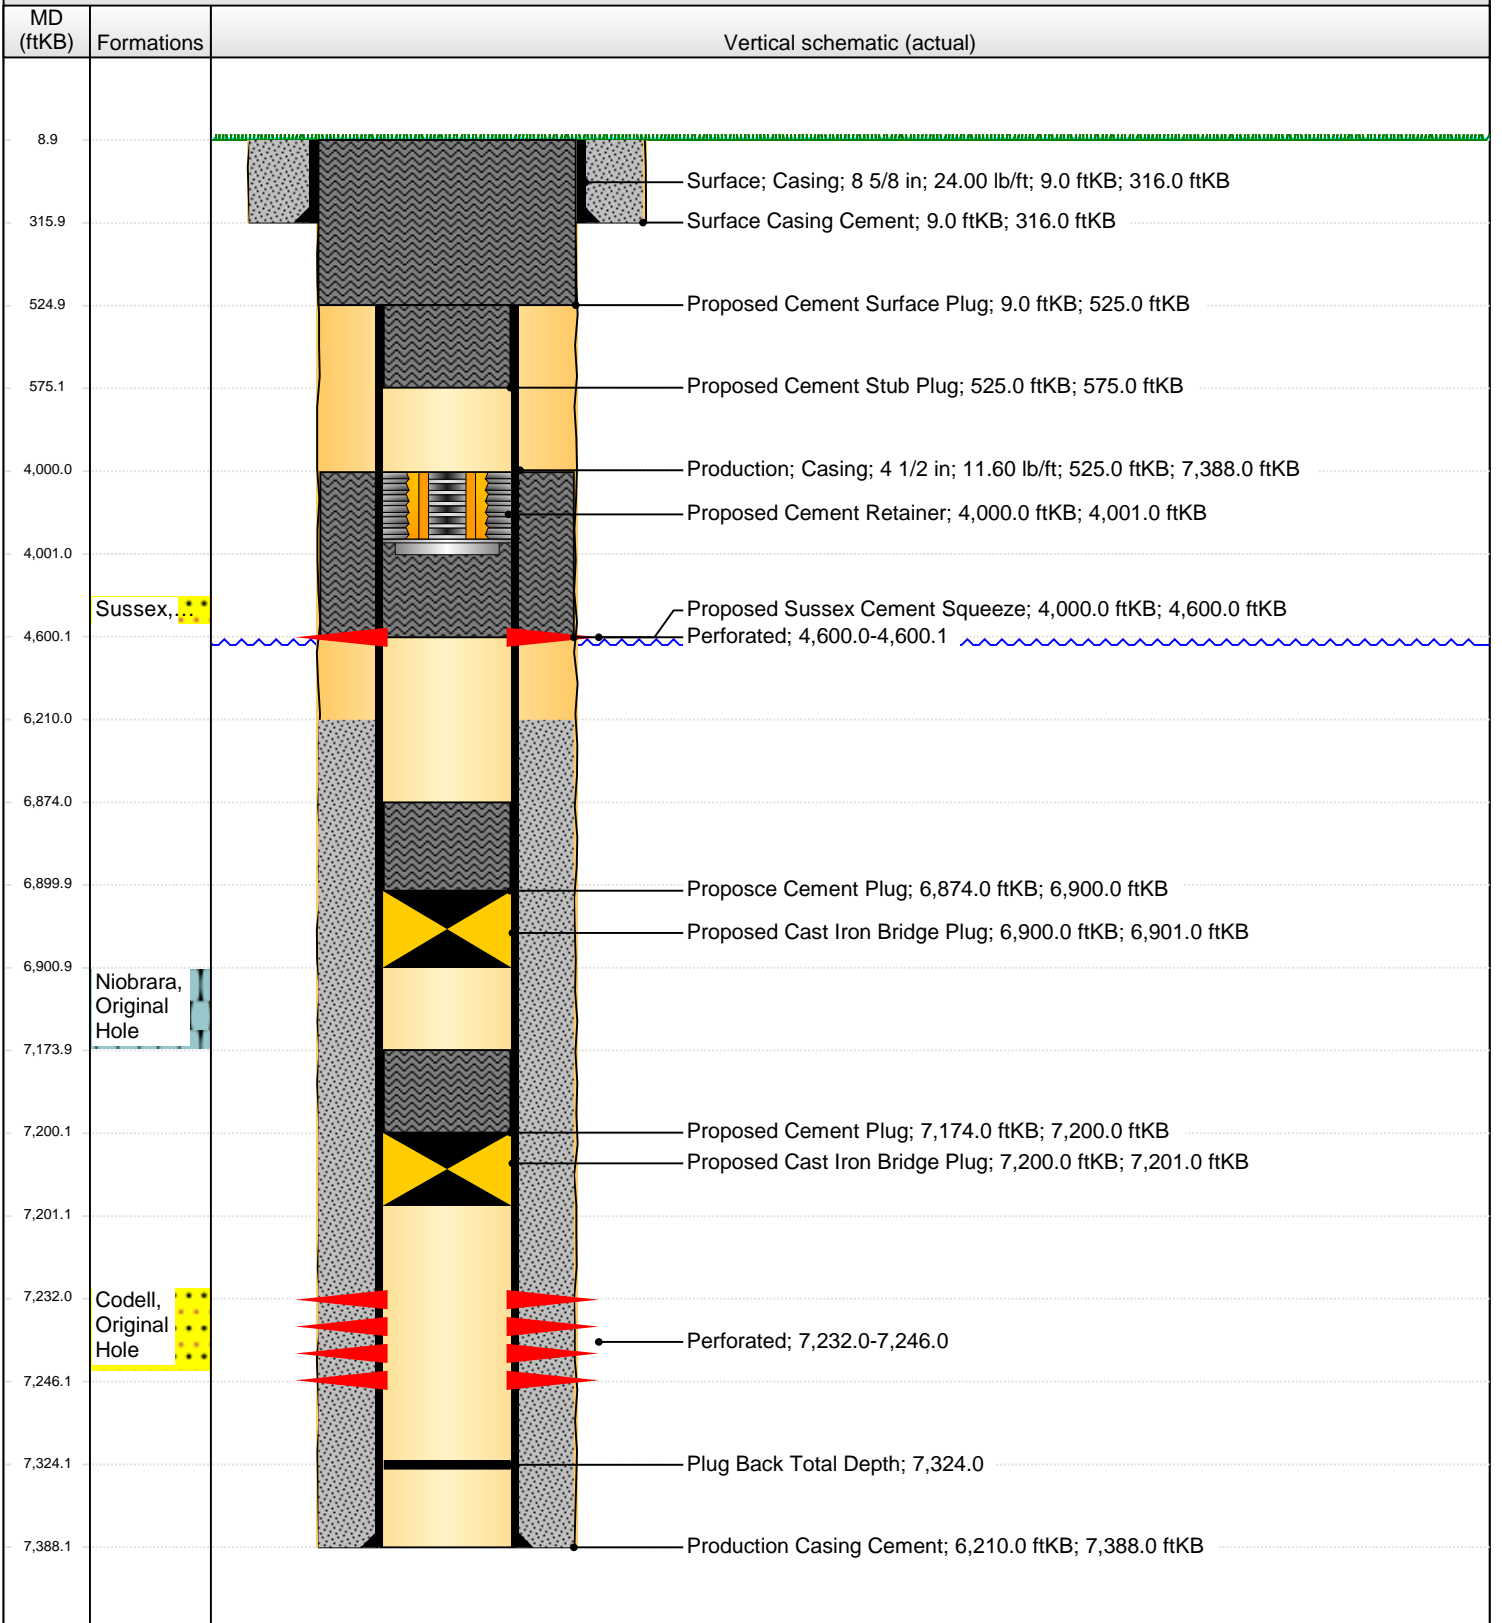 MD
(ftKB)
Formations
Vertical schematic (actual)
8.9
Surface; Casing; 8 5/8 in; 24.00 lb/ft; 9.0 ftKB; 316.0 ftKB
315.9
Surface Casing Cement; 9.0 ftKB; 316.0 ftKB
524.9
Proposed Cement Surface Plug; 9.0 ftKB; 525.0 ftKB
575.1
Proposed Cement Stub Plug; 525.0 ftKB; 575.0 ftKB
4,000.0
Production; Casing; 4 1/2 in; 11.60 lb/ft; 525.0 ftKB; 7,388.0 ftKB
Proposed Cement Retainer; 4,000.0 ftKB; 4,001.0 ftKB
4,001.0
Sussex,...
Proposed Sussex Cement Squeeze; 4,000.0 ftKB; 4,600.0 ftKB
4,600.1
Perforated; 4,600.0-4,600.1
6,210.0
6,874.0
6,899.9
Proposce Cement Plug; 6,874.0 ftKB; 6,900.0 ftKB
Proposed Cast Iron Bridge Plug; 6,900.0 ftKB; 6,901.0 ftKB
6,900.9
Niobrara,
Original
Hole
7,173.9
7,200.1
Proposed Cement Plug; 7,174.0 ftKB; 7,200.0 ftKB
Proposed Cast Iron Bridge Plug; 7,200.0 ftKB; 7,201.0 ftKB
7,201.1
7,232.0
Codell,
Original
Hole
Perforated; 7,232.0-7,246.0
7,246.1
7,324.1
Plug Back Total Depth; 7,324.0
7,388.1
Production Casing Cement; 6,210.0 ftKB; 7,388.0 ftKB